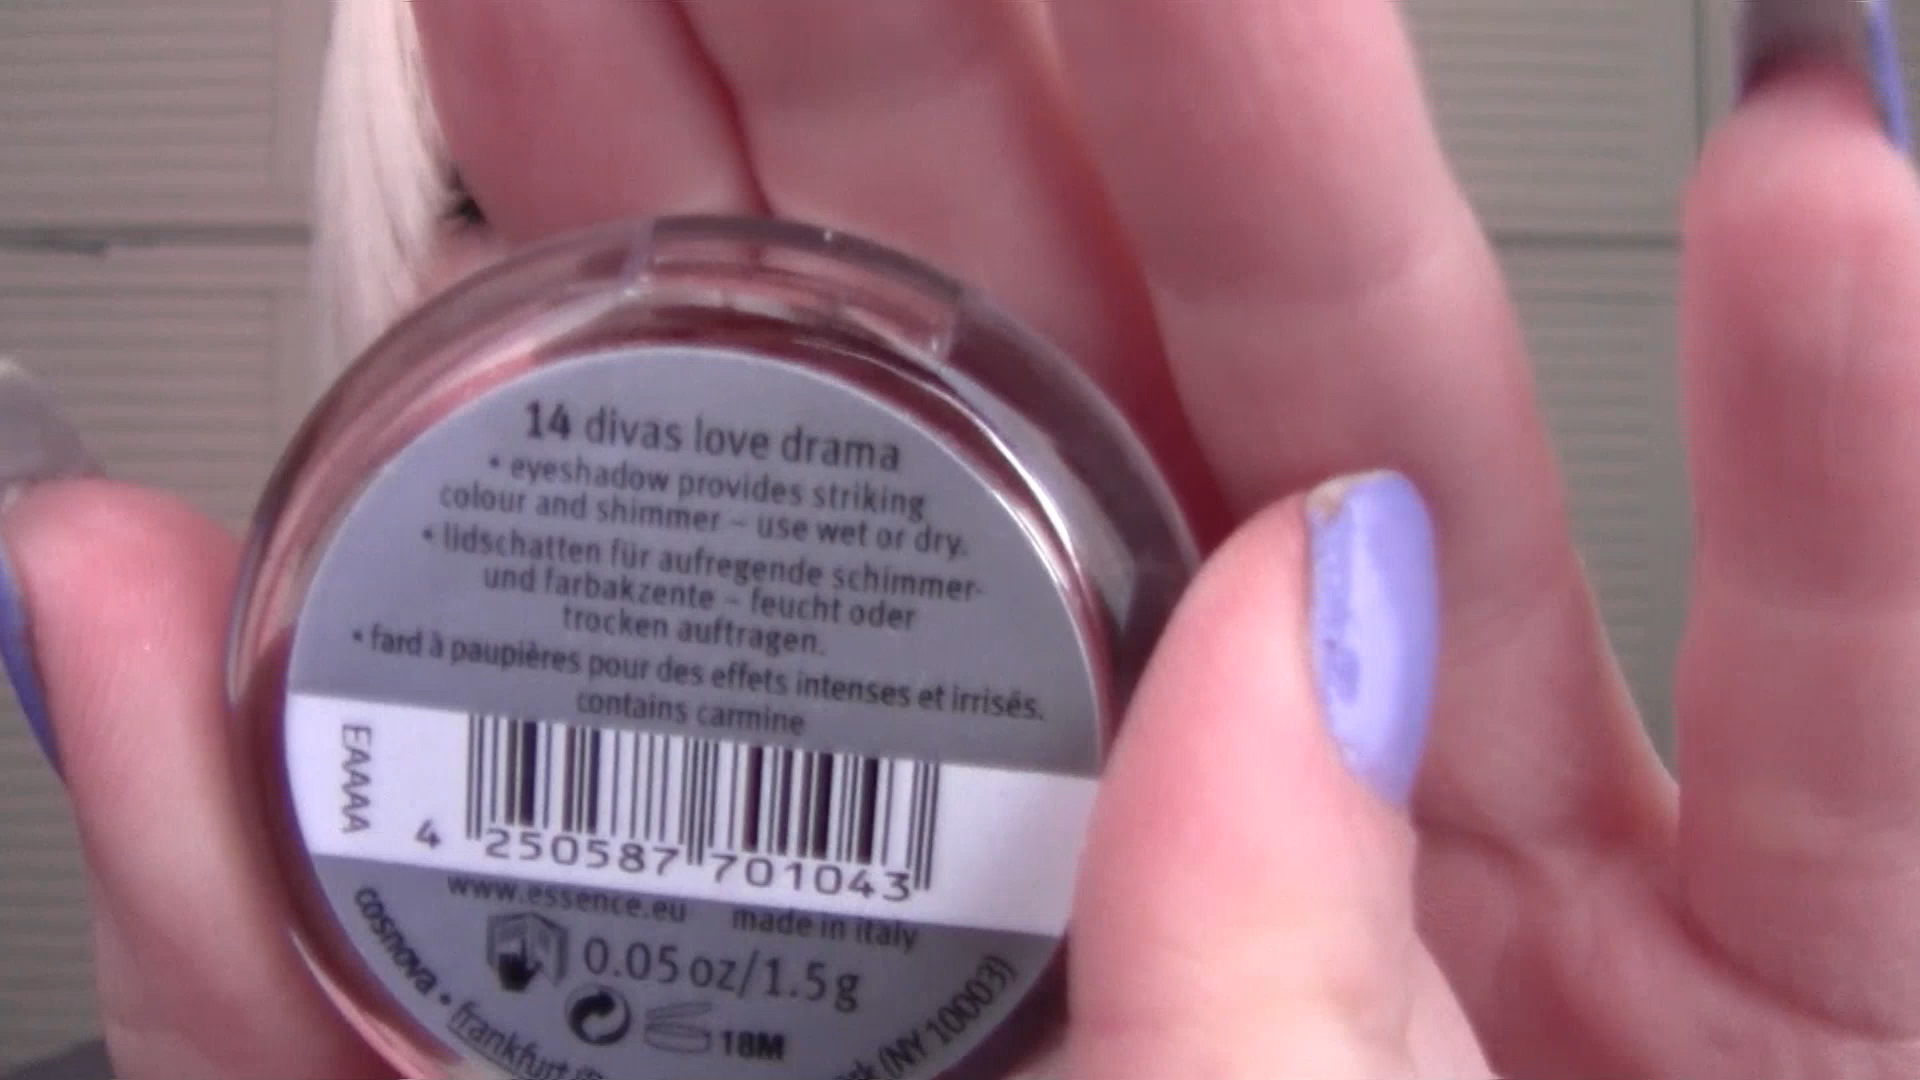 14 divas love drama
• eyeshadow provides striking
colour and shimmer – use wet or dry.
• lidschatten für aufregende schimmer-
und farbakzente – feucht oder
trocken auftragen.
• fard à paupières pour des effets intenses et irrisés.
contains carmine
EAAAA
4 250587 701043
www.essence.eu made in italy
0.05 oz/1.5 g
18M
cosnova • frankfurt
(NY 10003)